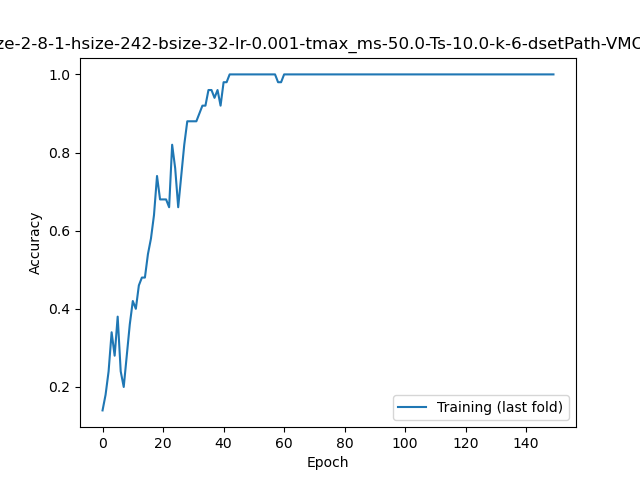 ze-2-8-1-hsize-242-bsize-32-lr-0.001-tmax_ms-50.0-Ts-10.0-k-6-dsetPath-VMC
1.0
0.8
0.6
0.4
0.2
Accuracy
Training (last fold)
0 20 40 60 80 100 120 140
Epoch